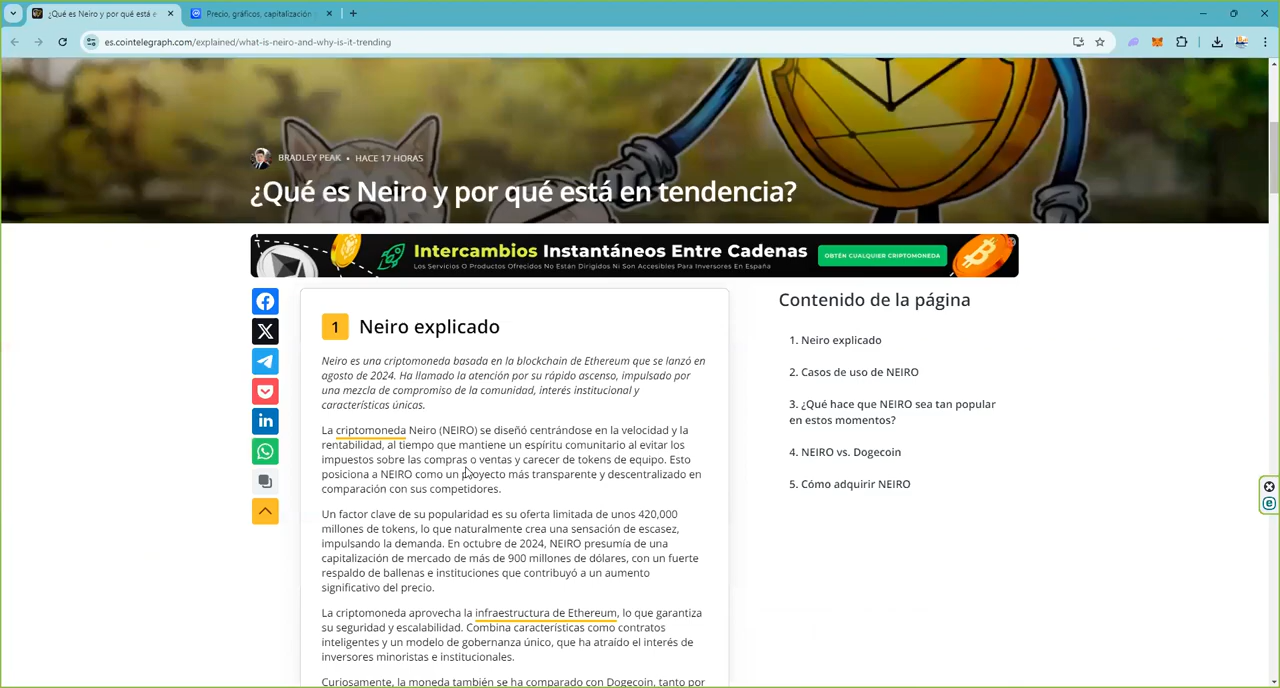 ¿Qué es Neiro y por qué está e
Precio, gráficos, capitalización
es.cointelegraph.com/explained/what-is-neiro-and-why-is-it-trending
BRADLEY PEAK • HACE 17 HORAS
¿Qué es Neiro y por qué está en tendencia?
Intercambios Instantáneos Entre Cadenas
Los Servicios O Productos Ofrecidos No Están Dirigidos Ni Son Accesibles Para Inversores En España
OBTÉN CUALQUIER CRIPTOMONEDA
1 Neiro explicado
Neiro es una criptomoneda basada en la blockchain de Ethereum que se lanzó en
agosto de 2024. Ha llamado la atención por su rápido ascenso, impulsado por
una mezcla de compromiso de la comunidad, interés institucional y
características únicas.
La criptomoneda Neiro (NEIRO) se diseñó centrándose en la velocidad y la
rentabilidad, al tiempo que mantiene un espíritu comunitario al evitar los
impuestos sobre las compras o ventas y carecer de tokens de equipo. Esto
posiciona a NEIRO como un proyecto más transparente y descentralizado en
comparación con sus competidores.
Un factor clave de su popularidad es su oferta limitada de unos 420,000
millones de tokens, lo que naturalmente crea una sensación de escasez,
impulsando la demanda. En octubre de 2024, NEIRO presumía de una
capitalización de mercado de más de 900 millones de dólares, con un fuerte
respaldo de ballenas e instituciones que contribuyó a un aumento
significativo del precio.
La criptomoneda aprovecha la infraestructura de Ethereum, lo que garantiza
su seguridad y escalabilidad. Combina características como contratos
inteligentes y un modelo de gobernanza único, que ha atraído el interés de
inversores minoristas e institucionales.
Curiosamente, la moneda también se ha comparado con Dogecoin, tanto por
Contenido de la página
1. Neiro explicado
2. Casos de uso de NEIRO
3. ¿Qué hace que NEIRO sea tan popular
en estos momentos?
4. NEIRO vs. Dogecoin
5. Cómo adquirir NEIRO